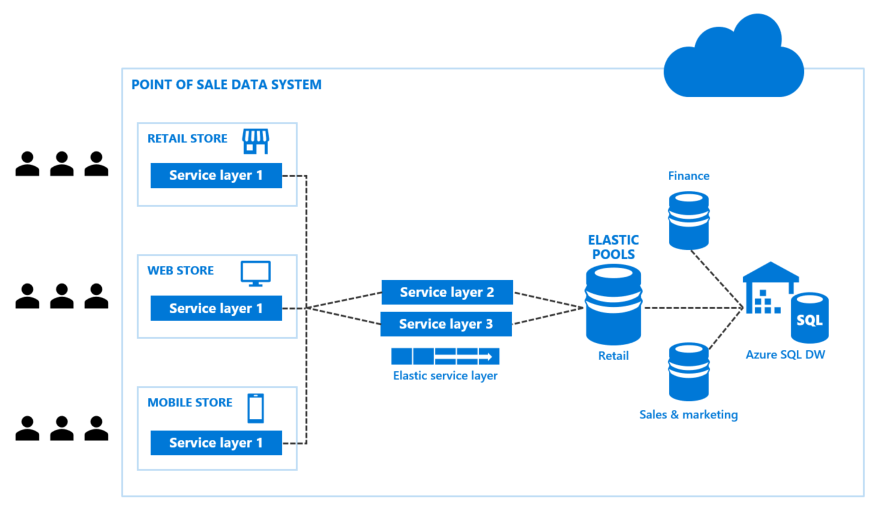 POINT OF SALE DATA SYSTEM
RETAIL STORE
Service layer 1
WEB STORE
Service layer 1
MOBILE STORE
Service layer 1
Service layer 2
Service layer 3
Elastic service layer
ELASTIC
POOLS
Retail
Finance
Sales & marketing
SQL
Azure SQL DW